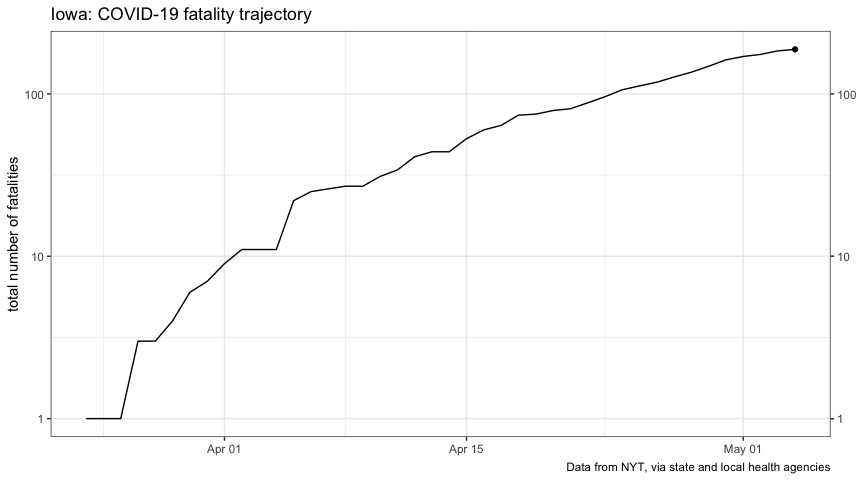 Iowa: COVID-19 fatality trajectory
total number of fatalities
100
10
1
100
10
1
Apr 01
Apr 15
May 01
Data from NYT, via state and local health agencies